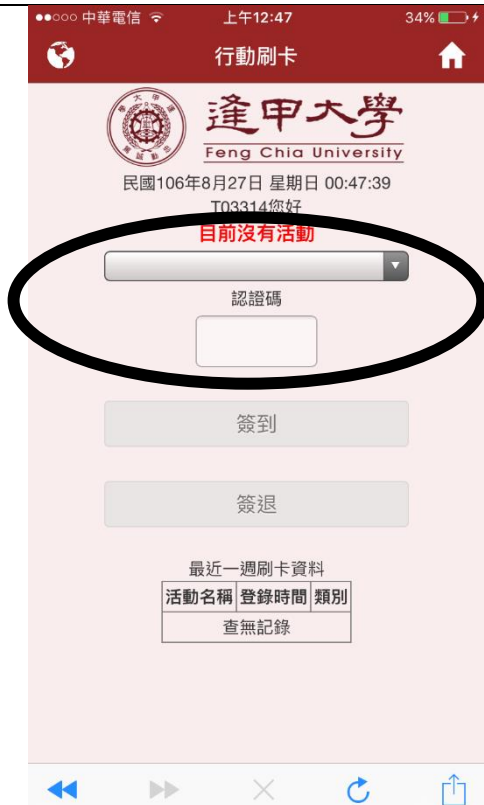 中華電信 上午12:47 34%
行動刷卡
逢甲大學
Feng Chia University
民國106年8月27日 星期日 00:47:39
T03314您好
目前沒有活動
認證碼
簽到
簽退
最近一週刷卡資料
活動名稱 登錄時間 類別
查無記錄